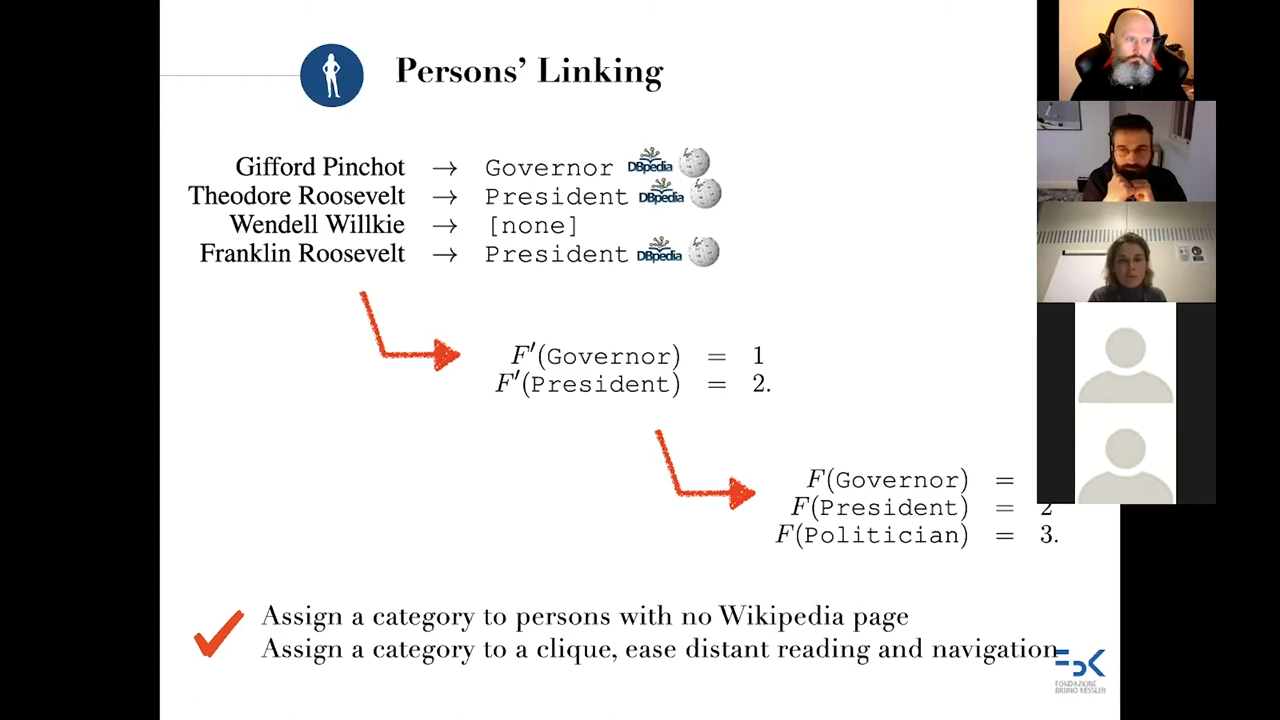 Persons’ Linking
Gifford Pinchot → Governor DBpedia
Theodore Roosevelt → President DBpedia
Wendell Willkie → [none]
Franklin Roosevelt → President DBpedia
F′(Governor) = 1
F′(President) = 2.
F(Governor) =
F(President) = 2
F(Politician) = 3.
Assign a category to persons with no Wikipedia page
Assign a category to a clique, ease distant reading and navigation
FBK
FONDAZIONE
BRUNO KESSLER